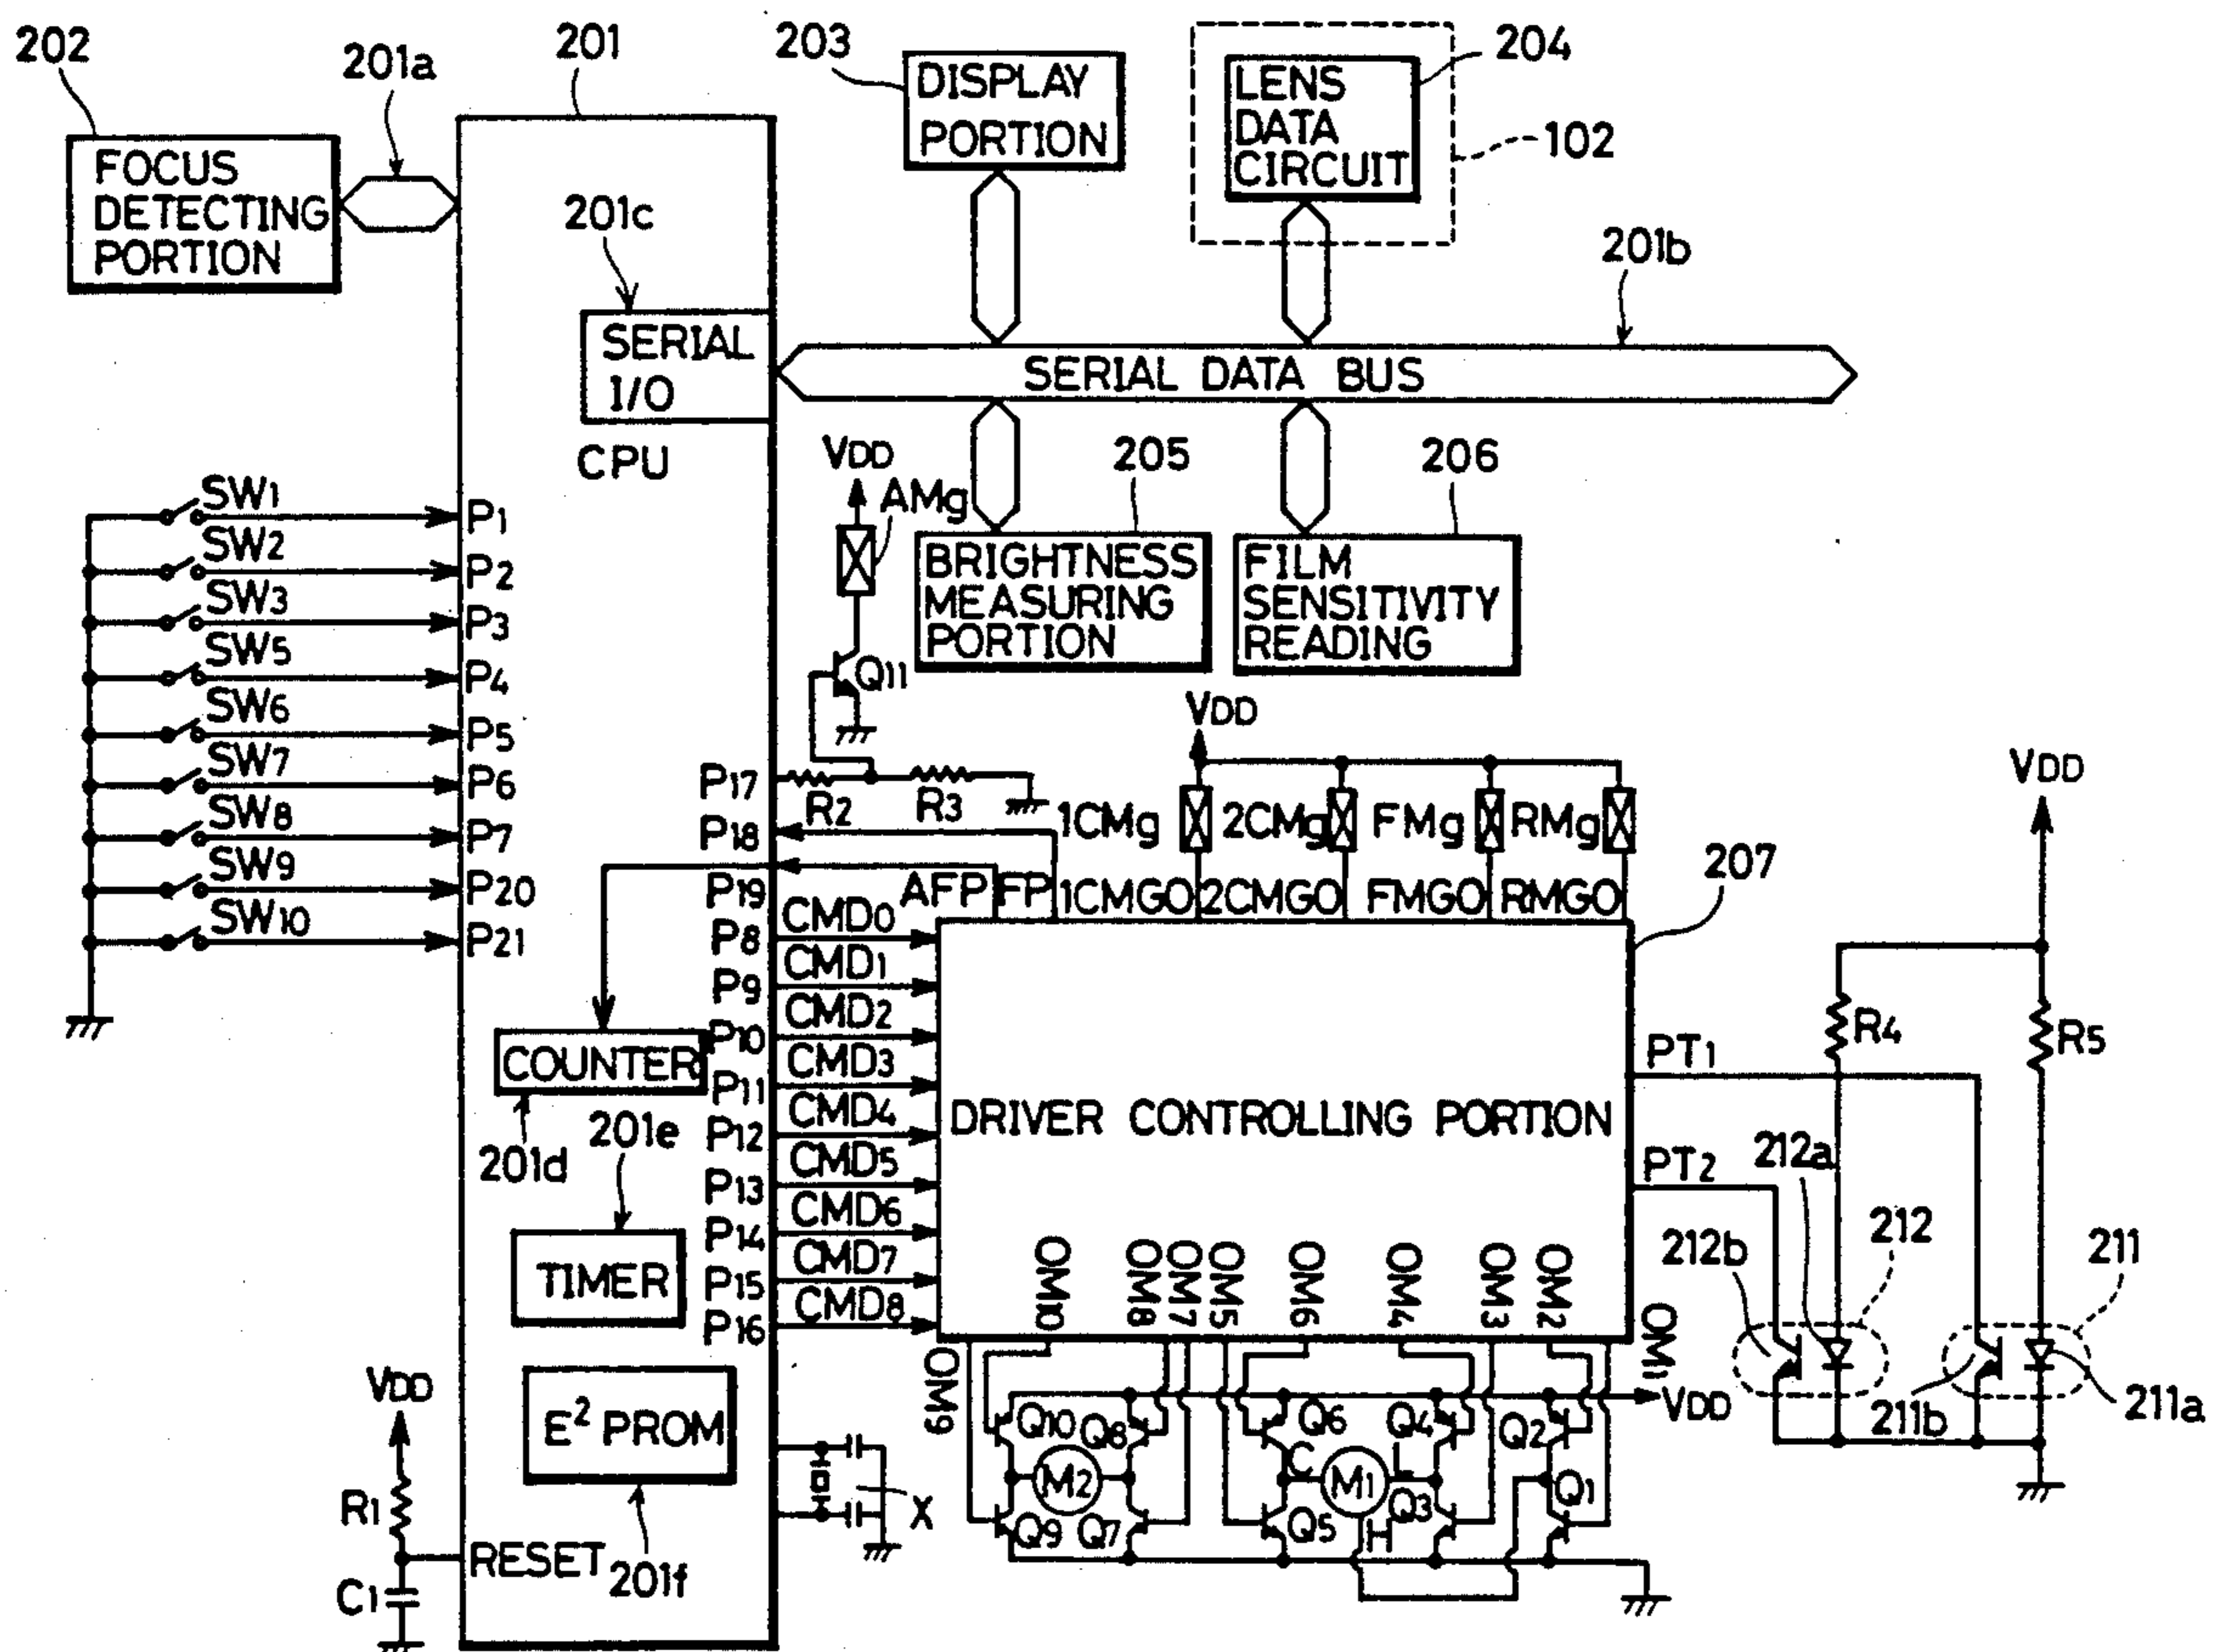 202
201a
201
203
204
FOCUS
DETECTING
PORTION
DISPLAY
PORTION
LENS
DATA
CIRCUIT
102
201c
201b
SERIAL
I/O
SERIAL DATA BUS
CPU
VDD
AMg
205
206
BRIGHTNESS
MEASURING
PORTION
FILM
SENSITIVITY
READING
SW1
P1
SW2
P2
SW3
P3
SW5
P4
SW6
P5
SW7
P6
SW8
P7
SW9
P20
SW10
P21
Q11
VDD
VDD
P17
R2
R3
1CMg
2CMg
FMg
RMg
P18
207
P19
AFP
FP
1CMGO
2CMGO
FMGO
RMGO
P8
CMD0
P9
CMD1
P10
CMD2
P11
CMD3
P12
CMD4
P13
CMD5
P14
CMD6
P15
CMD7
P16
CMD8
COUNTER
201d
201e
TIMER
DRIVER CONTROLLING PORTION
R4
R5
PT1
PT2
212a
212b
212
211
211b
211a
OM10
OM8
OM7
OM5
OM6
OM4
OM3
OM2
OM1
OM9
VDD
Q10
Q8
Q6
Q4
Q2
M2
C
M1
L
Q9
Q7
Q5
H
Q3
Q1
VDD
R1
C1
RESET
E2 PROM
201f
X